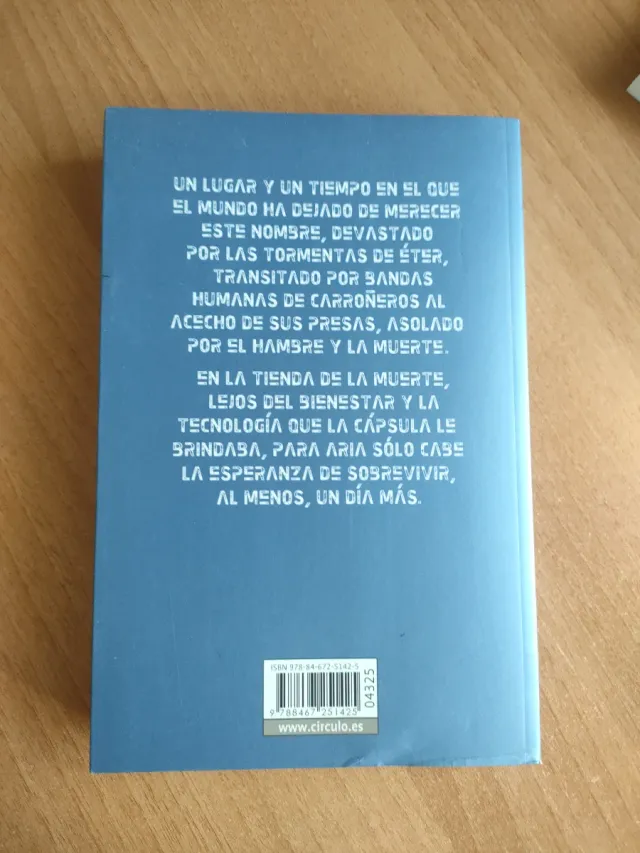 UN LUGAR Y UN TIEMPO EN EL QUE
EL MUNDO HA DEJADO DE MERECER
ESTE NOMBRE, DEVASTADO
POR LAS TORMENTAS DE ÉTER,
TRANSITADO POR BANDAS
HUMANAS DE CARROÑEROS AL
ACECHO DE SUS PRESAS, ASOLADO
POR EL HAMBRE Y LA MUERTE.
EN LA TIENDA DE LA MUERTE,
LEJOS DEL BIENESTAR Y LA
TECNOLOGÍA QUE LA CÁPSULA LE
BRINDABA, PARA ARIA SÓLO CABE
LA ESPERANZA DE SOBREVIVIR,
AL MENOS, UN DÍA MÁS.
ISBN 978-84-672-5142-5
04325
9 788467 251425
www.circulo.es